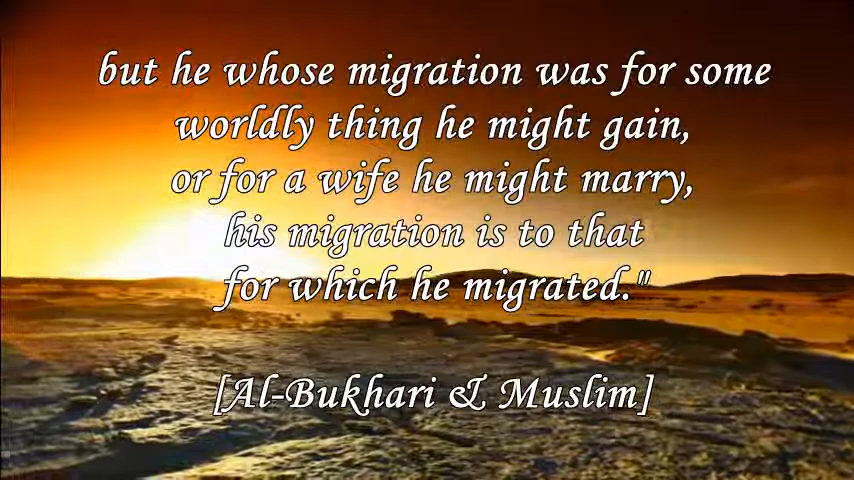 but he whose migration was for some
worldly thing he might gain,
or for a wife he might marry,
his migration is to that
for which he migrated."
[Al-Bukhari & Muslim]